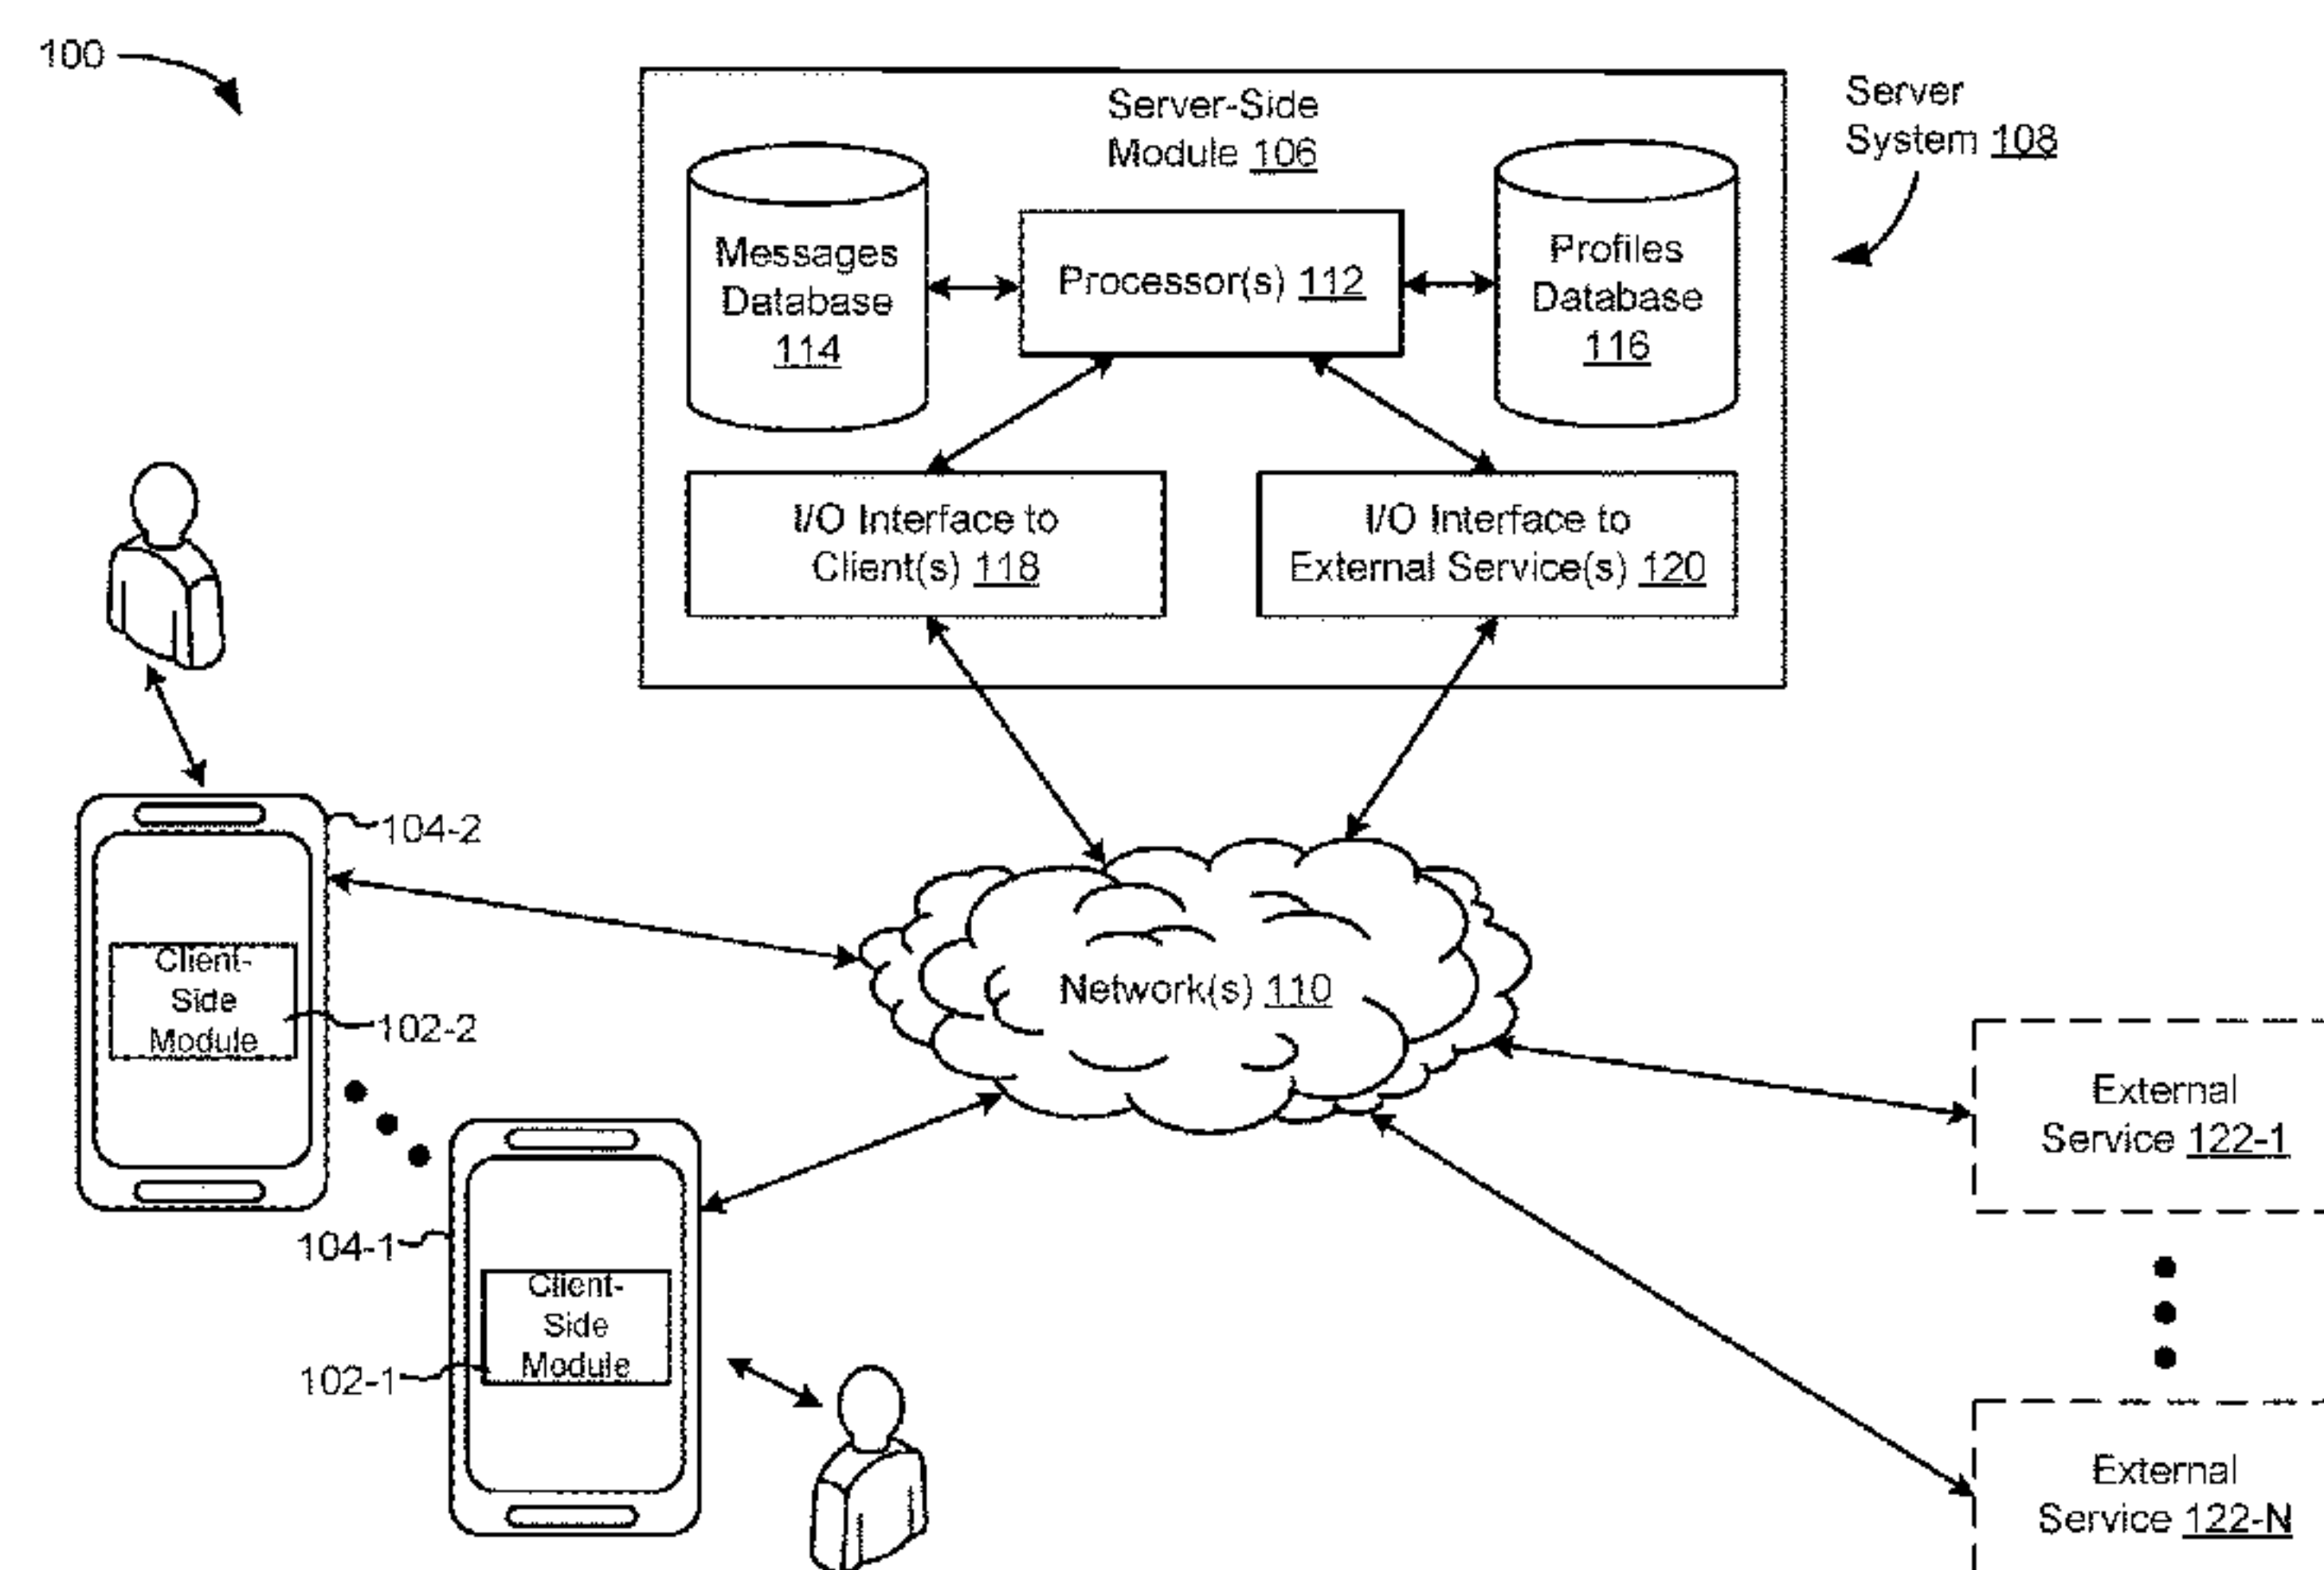 100
Server-Side
Module 106
Server
System 108
Messages
Database
114
Processor(s) 112
Profiles
Database
116
I/O Interface to
Client(s) 118
I/O Interface to
External Service(s) 120
104-2
Client-
Side
Module
102-2
Network(s) 110
External
Service 122-1
104-1
Client-
Side
Module
102-1
External
Service 122-N